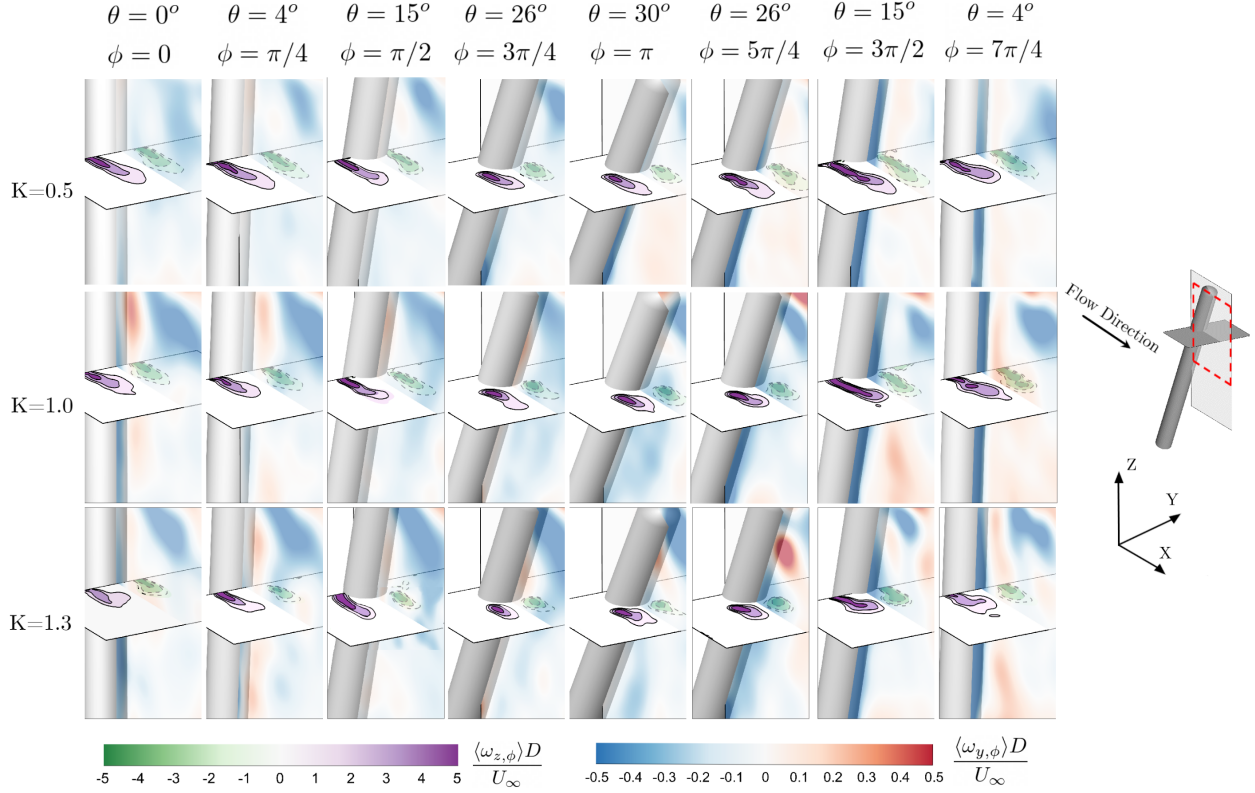 θ = 0° θ = 4° θ = 15° θ = 26° θ = 30° θ = 26° θ = 15° θ = 4°
ϕ = 0 ϕ = π/4 ϕ = π/2 ϕ = 3π/4 ϕ = π ϕ = 5π/4 ϕ = 3π/2 ϕ = 7π/4
K=0.5
K=1.0
K=1.3
Flow Direction
Z
Y
X
-5 -4 -3 -2 -1 0 1 2 3 4 5
⟨ω_{z,ϕ}⟩D
U_∞
-0.5 -0.4 -0.3 -0.2 -0.1 0 0.1 0.2 0.3 0.4 0.5
⟨ω_{y,ϕ}⟩D
U_∞